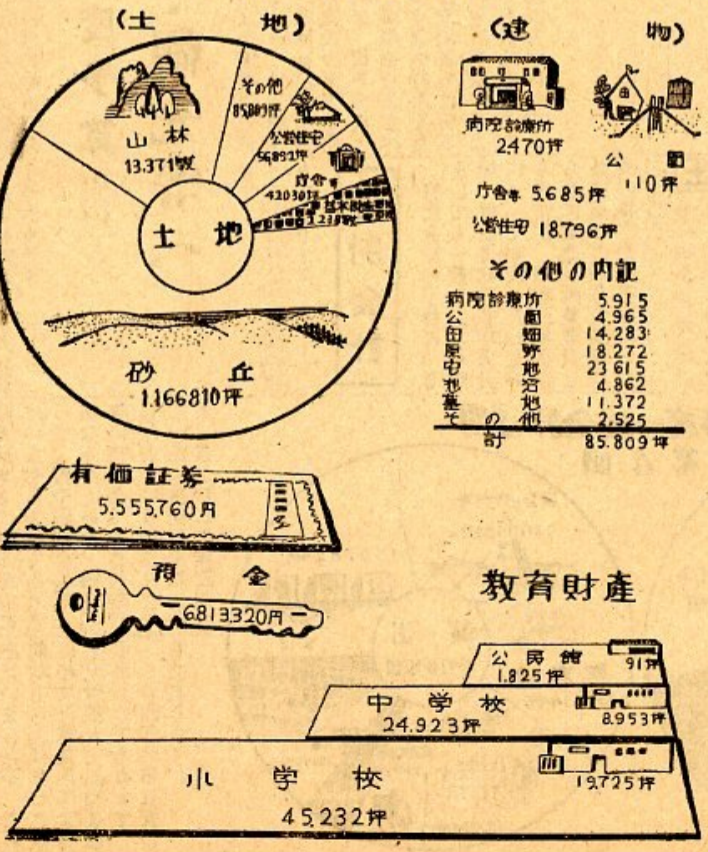 (土 地)
山林
13.371皧
その他
85,809坪
公営住宅
56,892坪
庁舎等
42030坪
土地
砂丘
1.166810坪
(建物)
病院診療所
2.470坪
公園
110坪
庁舎等 5.685坪
公営住宅 18.796坪
その他の内訳
病院診療所 5.915
公園 4.965
田畑 14.283
原野 18.272
宅地 23615
池沼 4.862
墓地 11.372
その他 2.525
計 85.809坪
有価証券
5.555,760円
預金
6.813.320円
教育財産
公民館
1.825坪
91坪
中学校
24.923坪
8.953坪
小学校
45.232坪
19.725坪